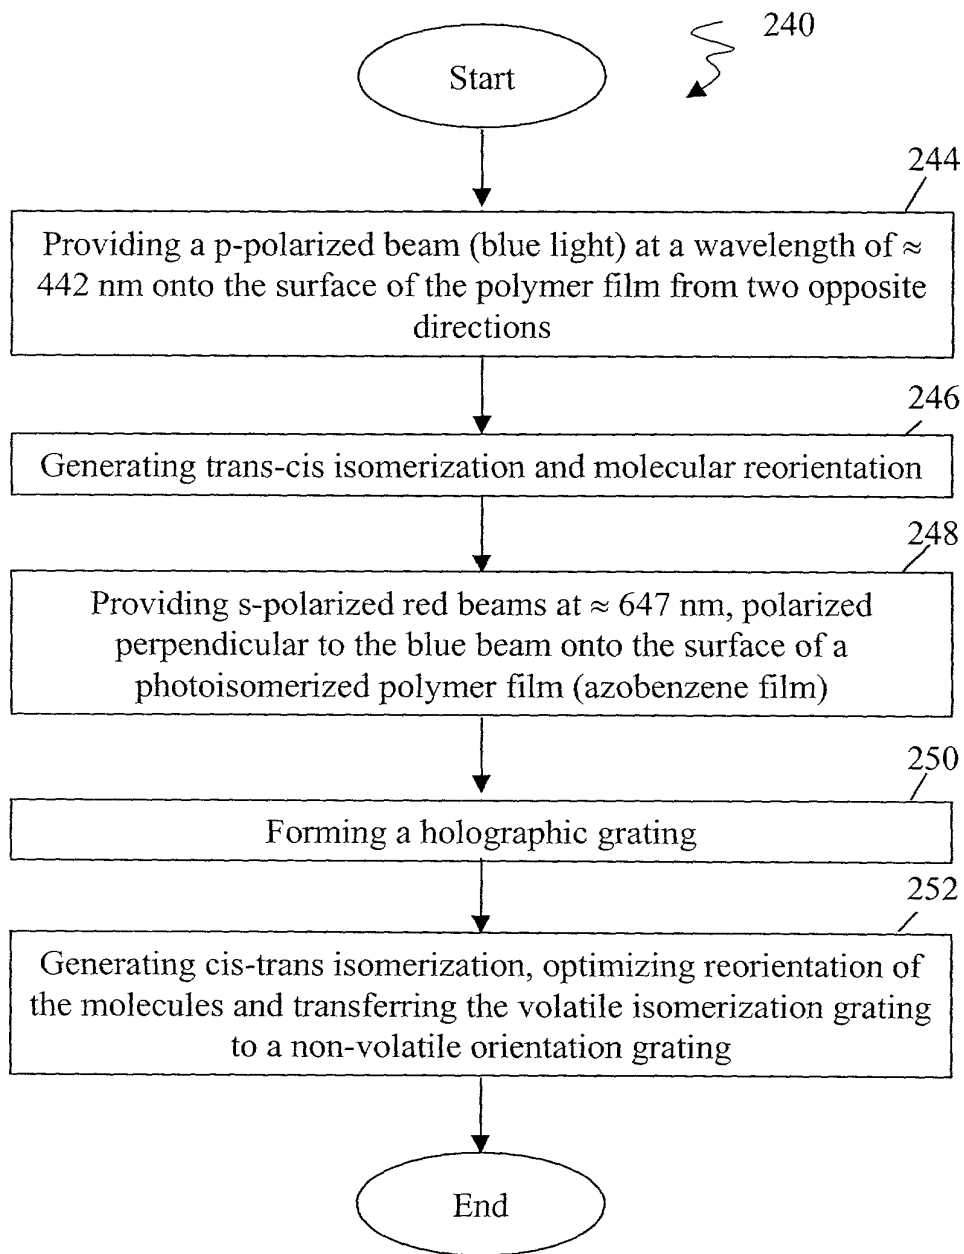 240
Start
244
Providing a p-polarized beam (blue light) at a wavelength of ≈
442 nm onto the surface of the polymer film from two opposite
directions
246
Generating trans-cis isomerization and molecular reorientation
248
Providing s-polarized red beams at ≈ 647 nm, polarized
perpendicular to the blue beam onto the surface of a
photoisomerized polymer film (azobenzene film)
250
Forming a holographic grating
252
Generating cis-trans isomerization, optimizing reorientation of
the molecules and transferring the volatile isomerization grating
to a non-volatile orientation grating
End